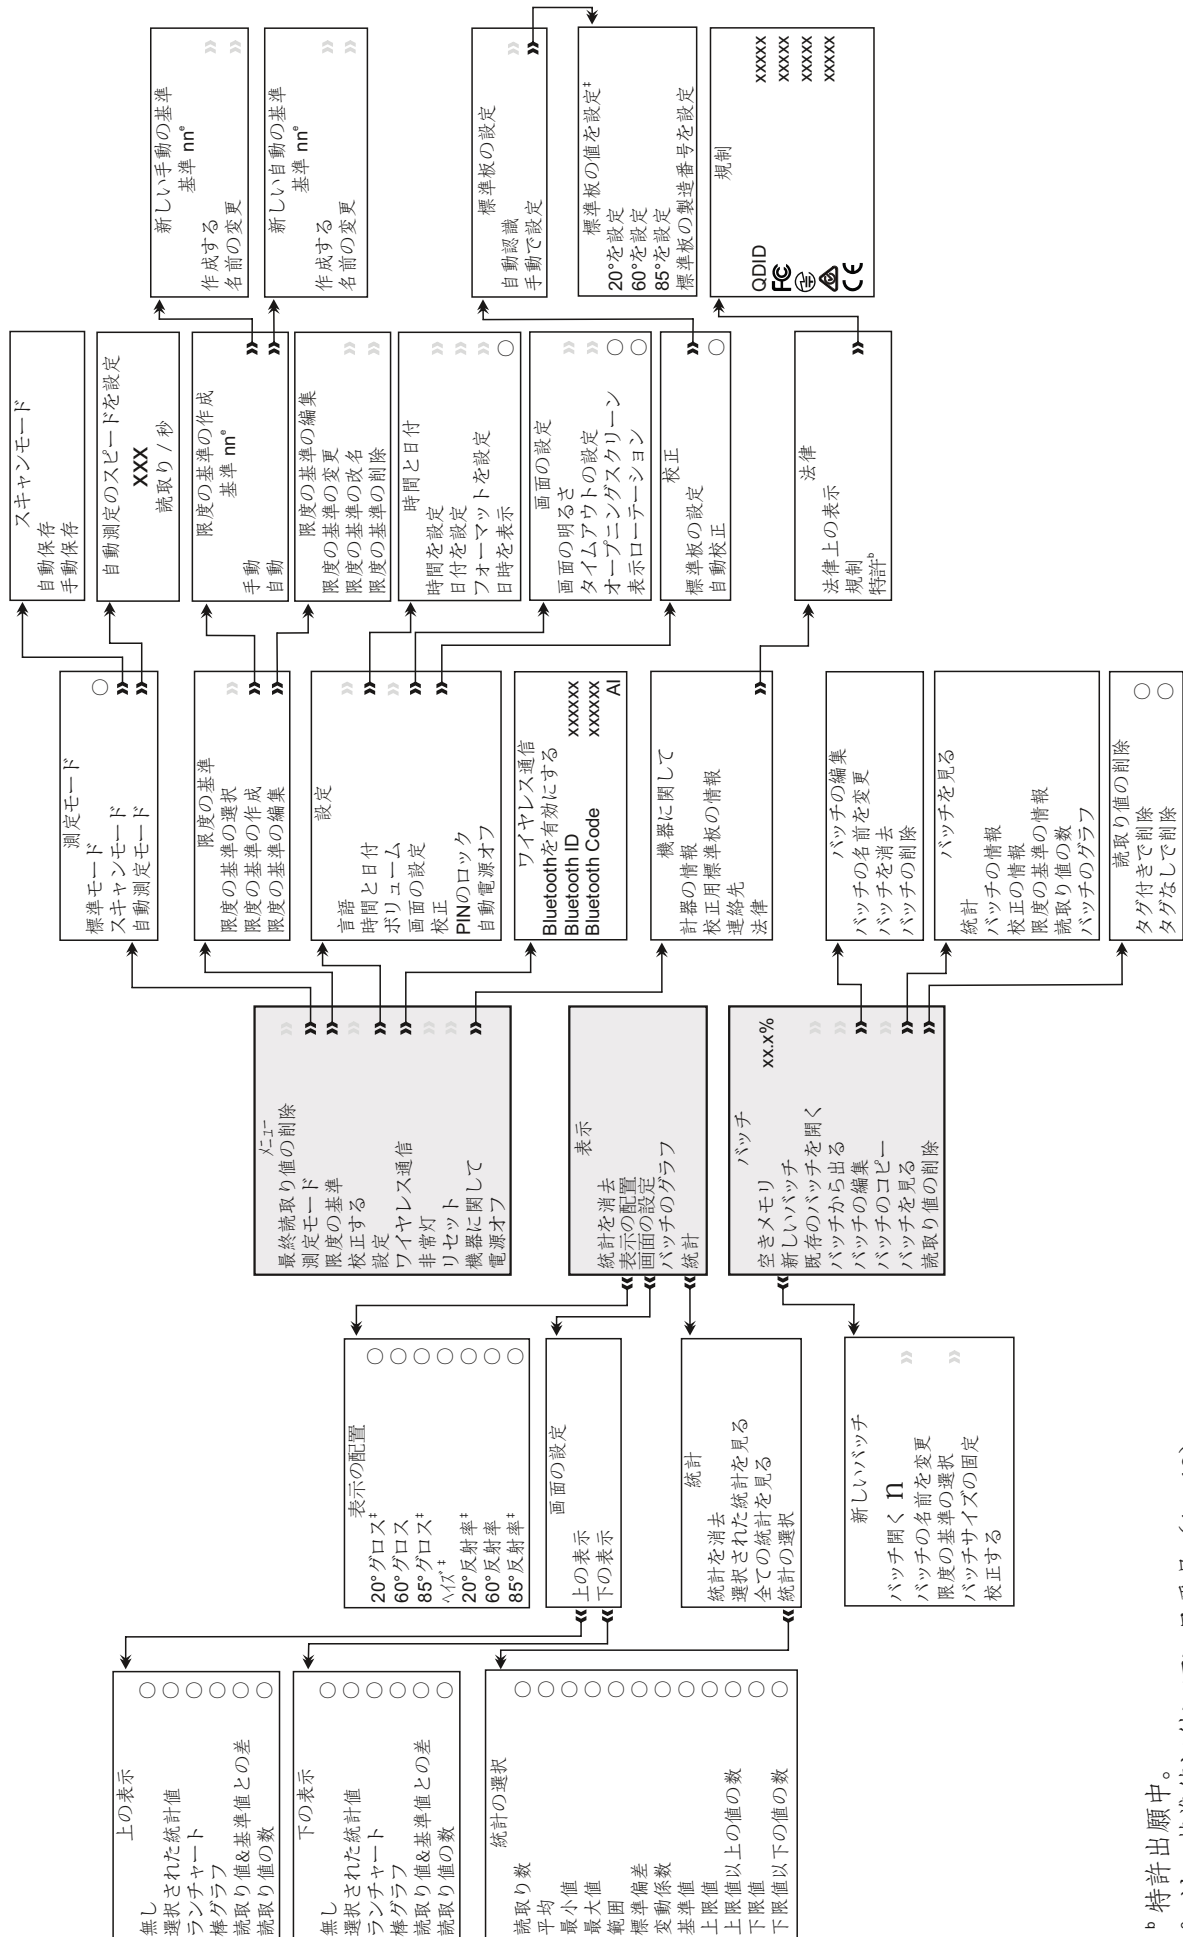 上の表示
無し
選択された統計値
ランチャート
棒グラフ
読取り値&基準値との差
読取り値の数
下の表示
無し
選択された統計値
ランチャート
棒グラフ
読取り値&基準値との差
読取り値の数
統計の選択
読取り数
平均
最小値
最大値
範囲
標準偏差
変動係数
基準値
上限値
上限値以上の値の数
下限値
下限値以下の値の数
表示の配置
20°グロス‡
60°グロス
85°グロス‡
ヘイズ‡
20°反射率‡
60°反射率
85°反射率‡
画面の設定
上の表示
下の表示
統計
統計を消去
選択された統計を見る
全ての統計を見る
統計の選択
新しいバッチ
バッチ開く n
バッチの名前を変更
限度の基準の選択
バッチサイズの固定
校正する
メニュー
最終読取り値の削除
測定モード
限度の基準
校正する
設定
ワイヤレス通信
非常灯
リセット
機器に関して
電源オフ
表示
統計を消去
表示の配置
画面の設定
バッチのグラフ
統計
バッチ
空きメモリ xx.x%
新しいバッチ
既存のバッチを開く
バッチから出る
バッチの編集
バッチのコピー
バッチを見る
読取り値の削除
測定モード
標準モード
スキャンモード
自動測定モード
限度の基準
限度の基準の選択
限度の基準の作成
限度の基準の編集
設定
言語
時間と日付
ボリューム
画面の設定
校正
PINのロック
自動電源オフ
ワイヤレス通信
Bluetoothを有効にする
Bluetooth ID xxxxxx
Bluetooth Code xxxxxx
AI
機器に関して
計器の情報
校正用標準板の情報
連絡先
法律
バッチの編集
バッチの名前を変更
バッチを消去
バッチの削除
バッチを見る
統計
バッチの情報
校正の情報
限度の基準の情報
読取り値の数
バッチのグラフ
読取り値の削除
タグ付きで削除
タグなしで削除
スキャンモード
自動保存
手動保存
自動測定のスピードを設定
XXX
読取り / 秒
限度の基準の作成
基準 nnᵉ
手動
自動
限度の基準の編集
限度の基準の変更
限度の基準の改名
限度の基準の削除
時間と日付
時間を設定
日付を設定
フォーマットを設定
日時を表示
画面の設定
画面の明るさ
タイムアウトの設定
オープニングスクリーン
表示ローテーション
校正
標準板の設定
自動校正
法律
法律上の表示
規制
特許ᵇ
新しい手動の基準
基準 nnᵉ
作成する
名前の変更
新しい自動の基準
基準 nnᵉ
作成する
名前の変更
標準板の設定
自動認識
手動で設定
標準板の値を設定‡
20°を設定
60°を設定
85°を設定
標準板の製造番号を設定
規制
QDID xxxxx
FC xxxxx
xxxxx
xxxxx
CE
ᵇ 特許出願中。